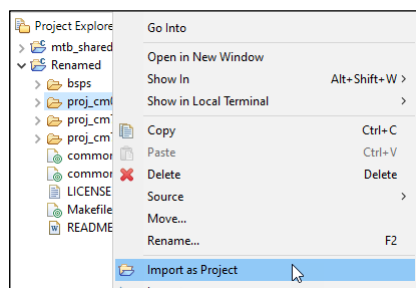 Project Explore
mtb_shared
Renamed
bsps
proj_cm
proj_cm
proj_cm
common
common
LICENSE
Makefile
README
Go Into
Open in New Window
Show In Alt+Shift+W >
Show in Local Terminal >
Copy Ctrl+C
Paste Ctrl+V
Delete Delete
Source >
Move...
Rename... F2
Import as Project